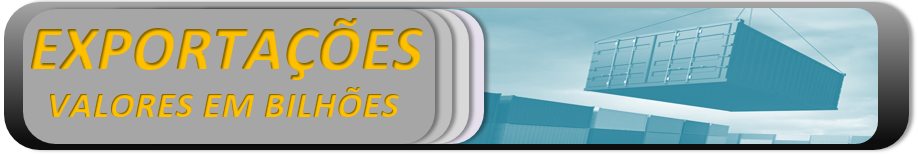 EXPORTAÇÕES
VALORES EM BILHÕES